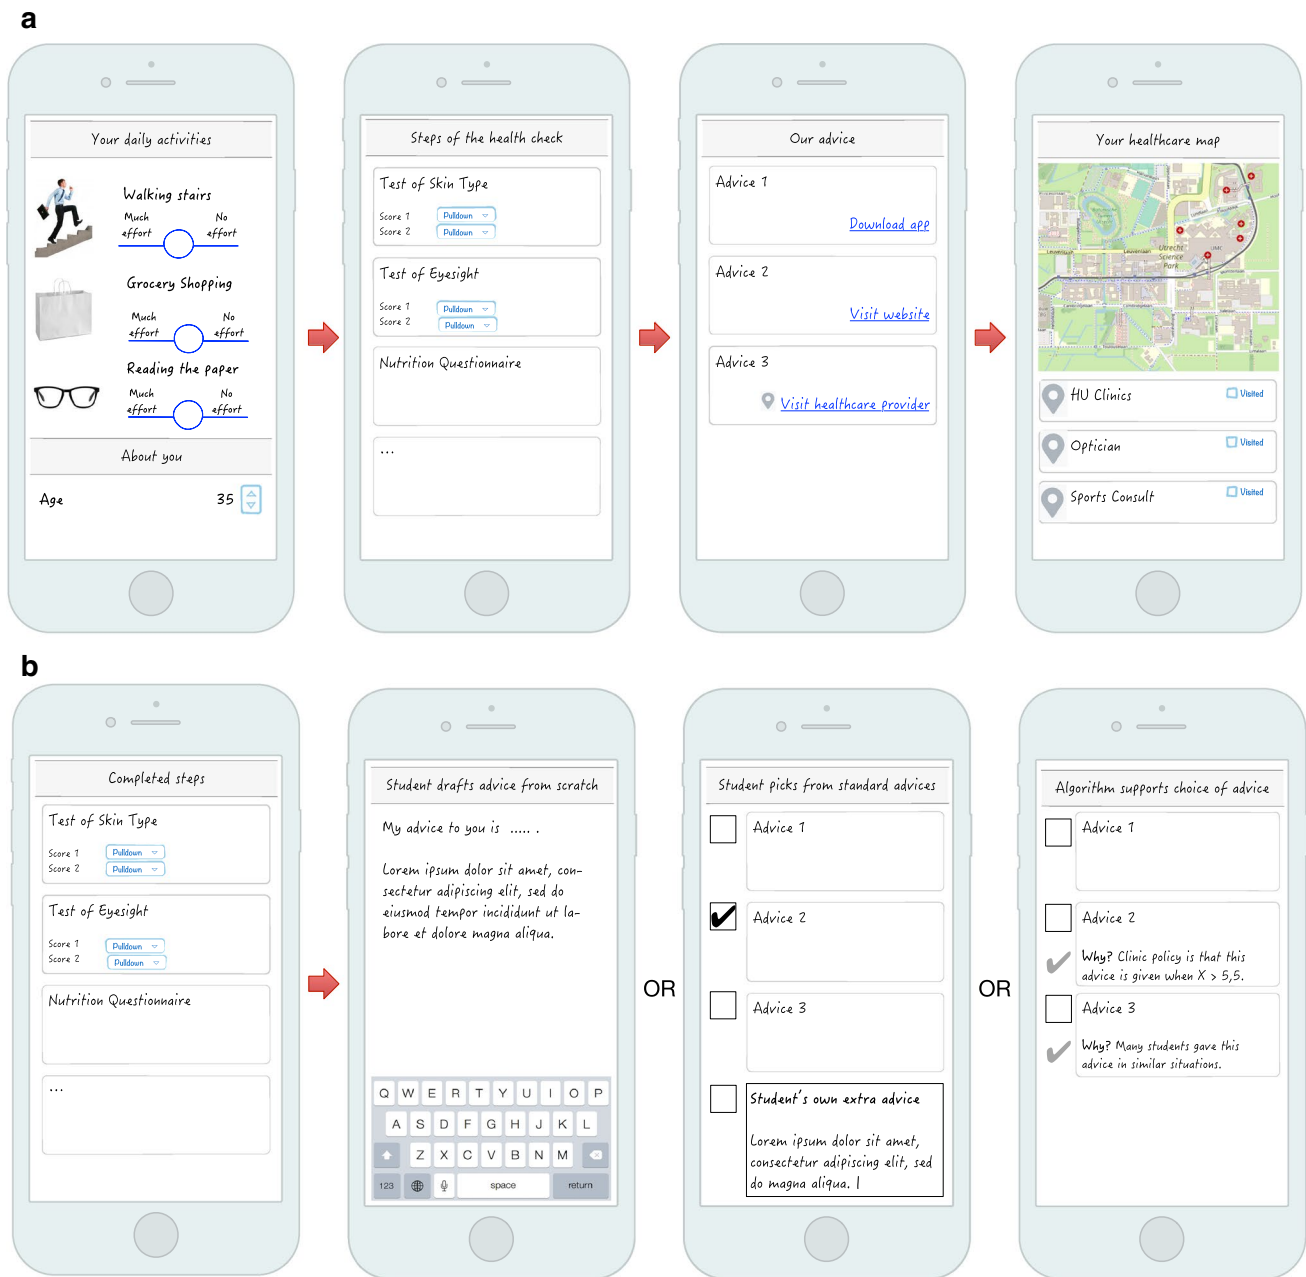 a
Your daily activities
Walking stairs
Much effort
No effort
Grocery Shopping
Much effort
No effort
Reading the paper
Much effort
No effort
About you
Age 35
Steps of the health check
Test of Skin Type
Score 1 Pulldown
Score 2 Pulldown
Test of Eyesight
Score 1 Pulldown
Score 2 Pulldown
Nutrition Questionnaire
...
Our advice
Advice 1
Download app
Advice 2
Visit website
Advice 3
Visit healthcare provider
Your healthcare map
Utrecht
Science
Park
UMC
HU Clinics Visited
Optician Visited
Sports Consult Visited
b
Completed steps
Test of Skin Type
Score 1 Pulldown
Score 2 Pulldown
Test of Eyesight
Score 1 Pulldown
Score 2 Pulldown
Nutrition Questionnaire
...
Student drafts advice from scratch
My advice to you is ..... .
Lorem ipsum dolor sit amet, con-
sectetur adipiscing elit, sed do
eiusmod tempor incididunt ut la-
bore et dolore magna aliqua.
Q W E R T Y U I O P
A S D F G H J K L
Z X C V B N M
123 space return
OR
Student picks from standard advices
Advice 1
Advice 2
Advice 3
Student's own extra advice
Lorem ipsum dolor sit amet,
consectetur adipiscing elit, sed
do magna aliqua. |
OR
Algorithm supports choice of advice
Advice 1
Advice 2
Why? Clinic policy is that this
advice is given when X > 5,5.
Advice 3
Why? Many students gave this
advice in similar situations.